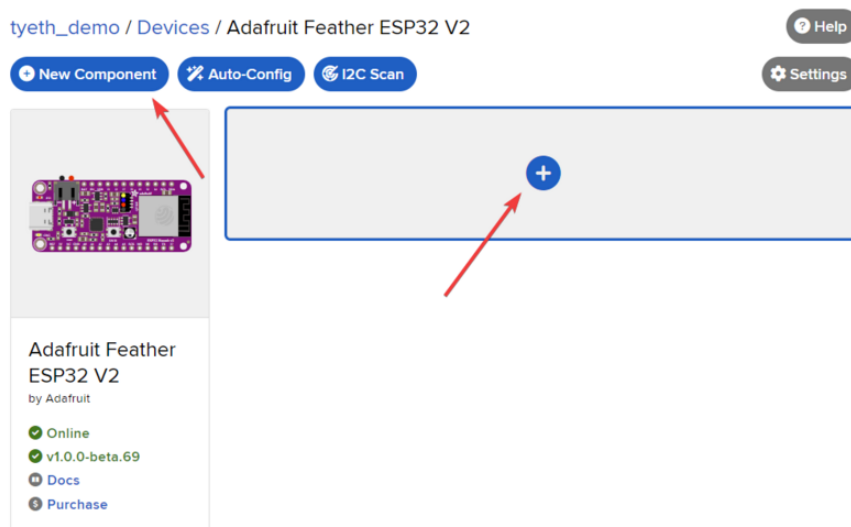 tyeth_demo / Devices / Adafruit Feather ESP32 V2
Help
New Component
Auto-Config
I2C Scan
Settings
Adafruit Feather
ESP32 V2
by Adafruit
Online
v1.0.0-beta.69
Docs
Purchase